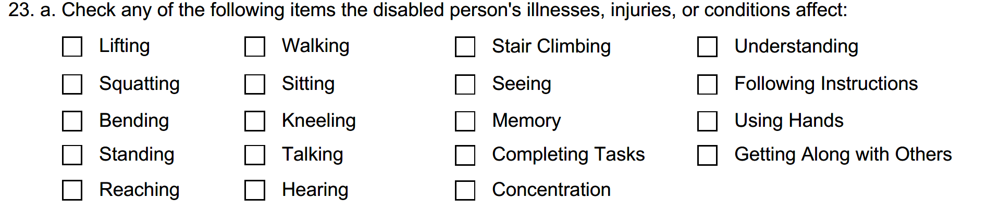 23. a. Check any of the following items the disabled person's illnesses, injuries, or conditions affect:
Lifting Walking Stair Climbing Understanding
Squatting Sitting Seeing Following Instructions
Bending Kneeling Memory Using Hands
Standing Talking Completing Tasks Getting Along with Others
Reaching Hearing Concentration